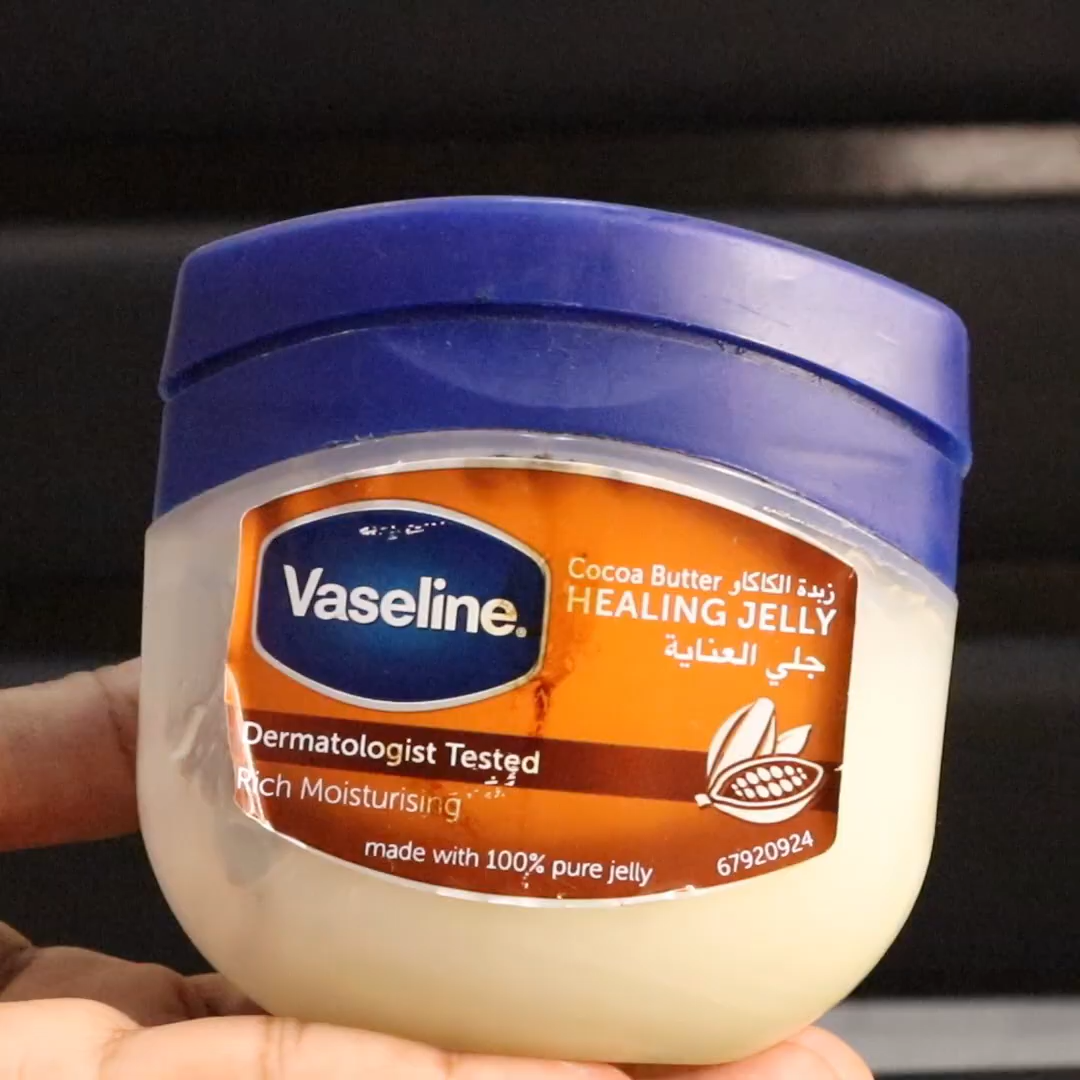 Vaseline.
Cocoa Butter زبدة الكاكاو
HEALING JELLY
جلي العناية
Dermatologist Tested
Rich Moisturising
made with 100% pure jelly
67920924